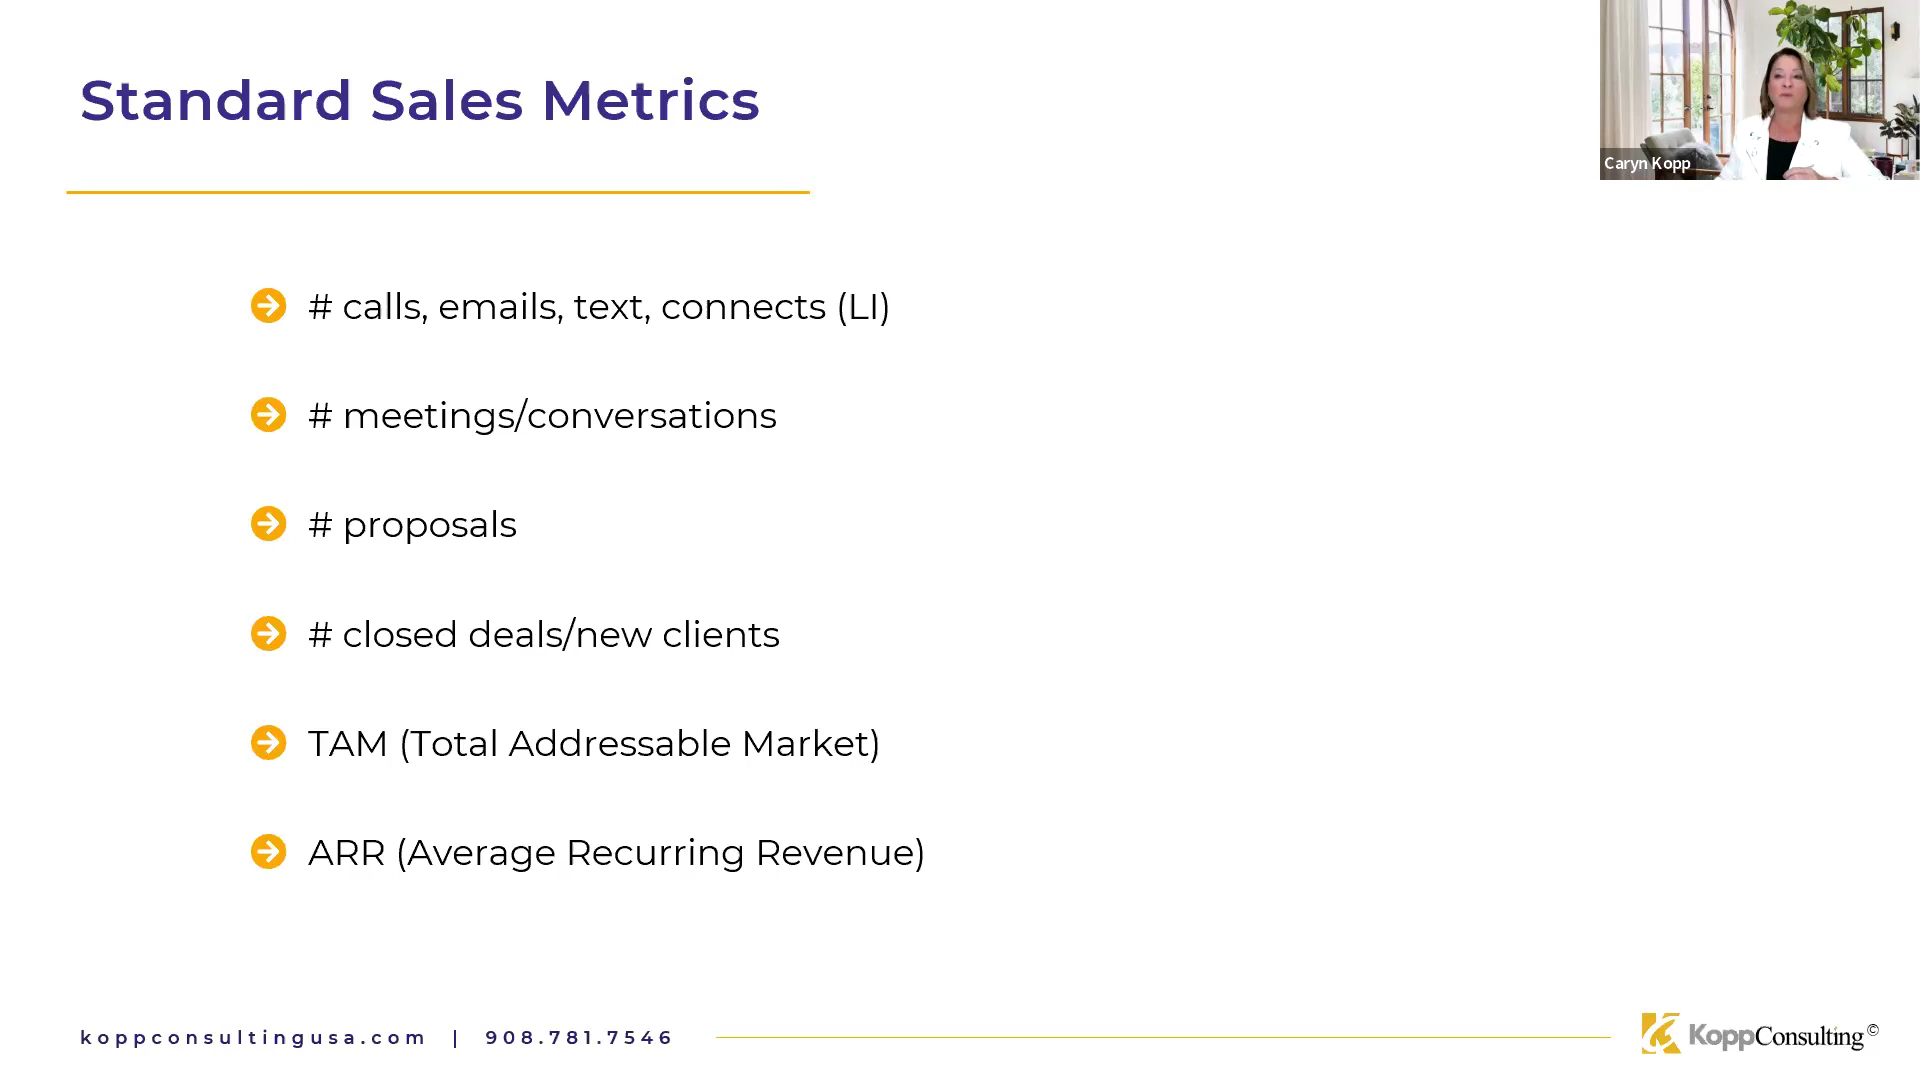 Standard Sales Metrics
Caryn Kopp
# calls, emails, text, connects (LI)
# meetings/conversations
# proposals
# closed deals/new clients
TAM (Total Addressable Market)
ARR (Average Recurring Revenue)
koppconsultingusa.com | 908.781.7546
KoppConsulting©